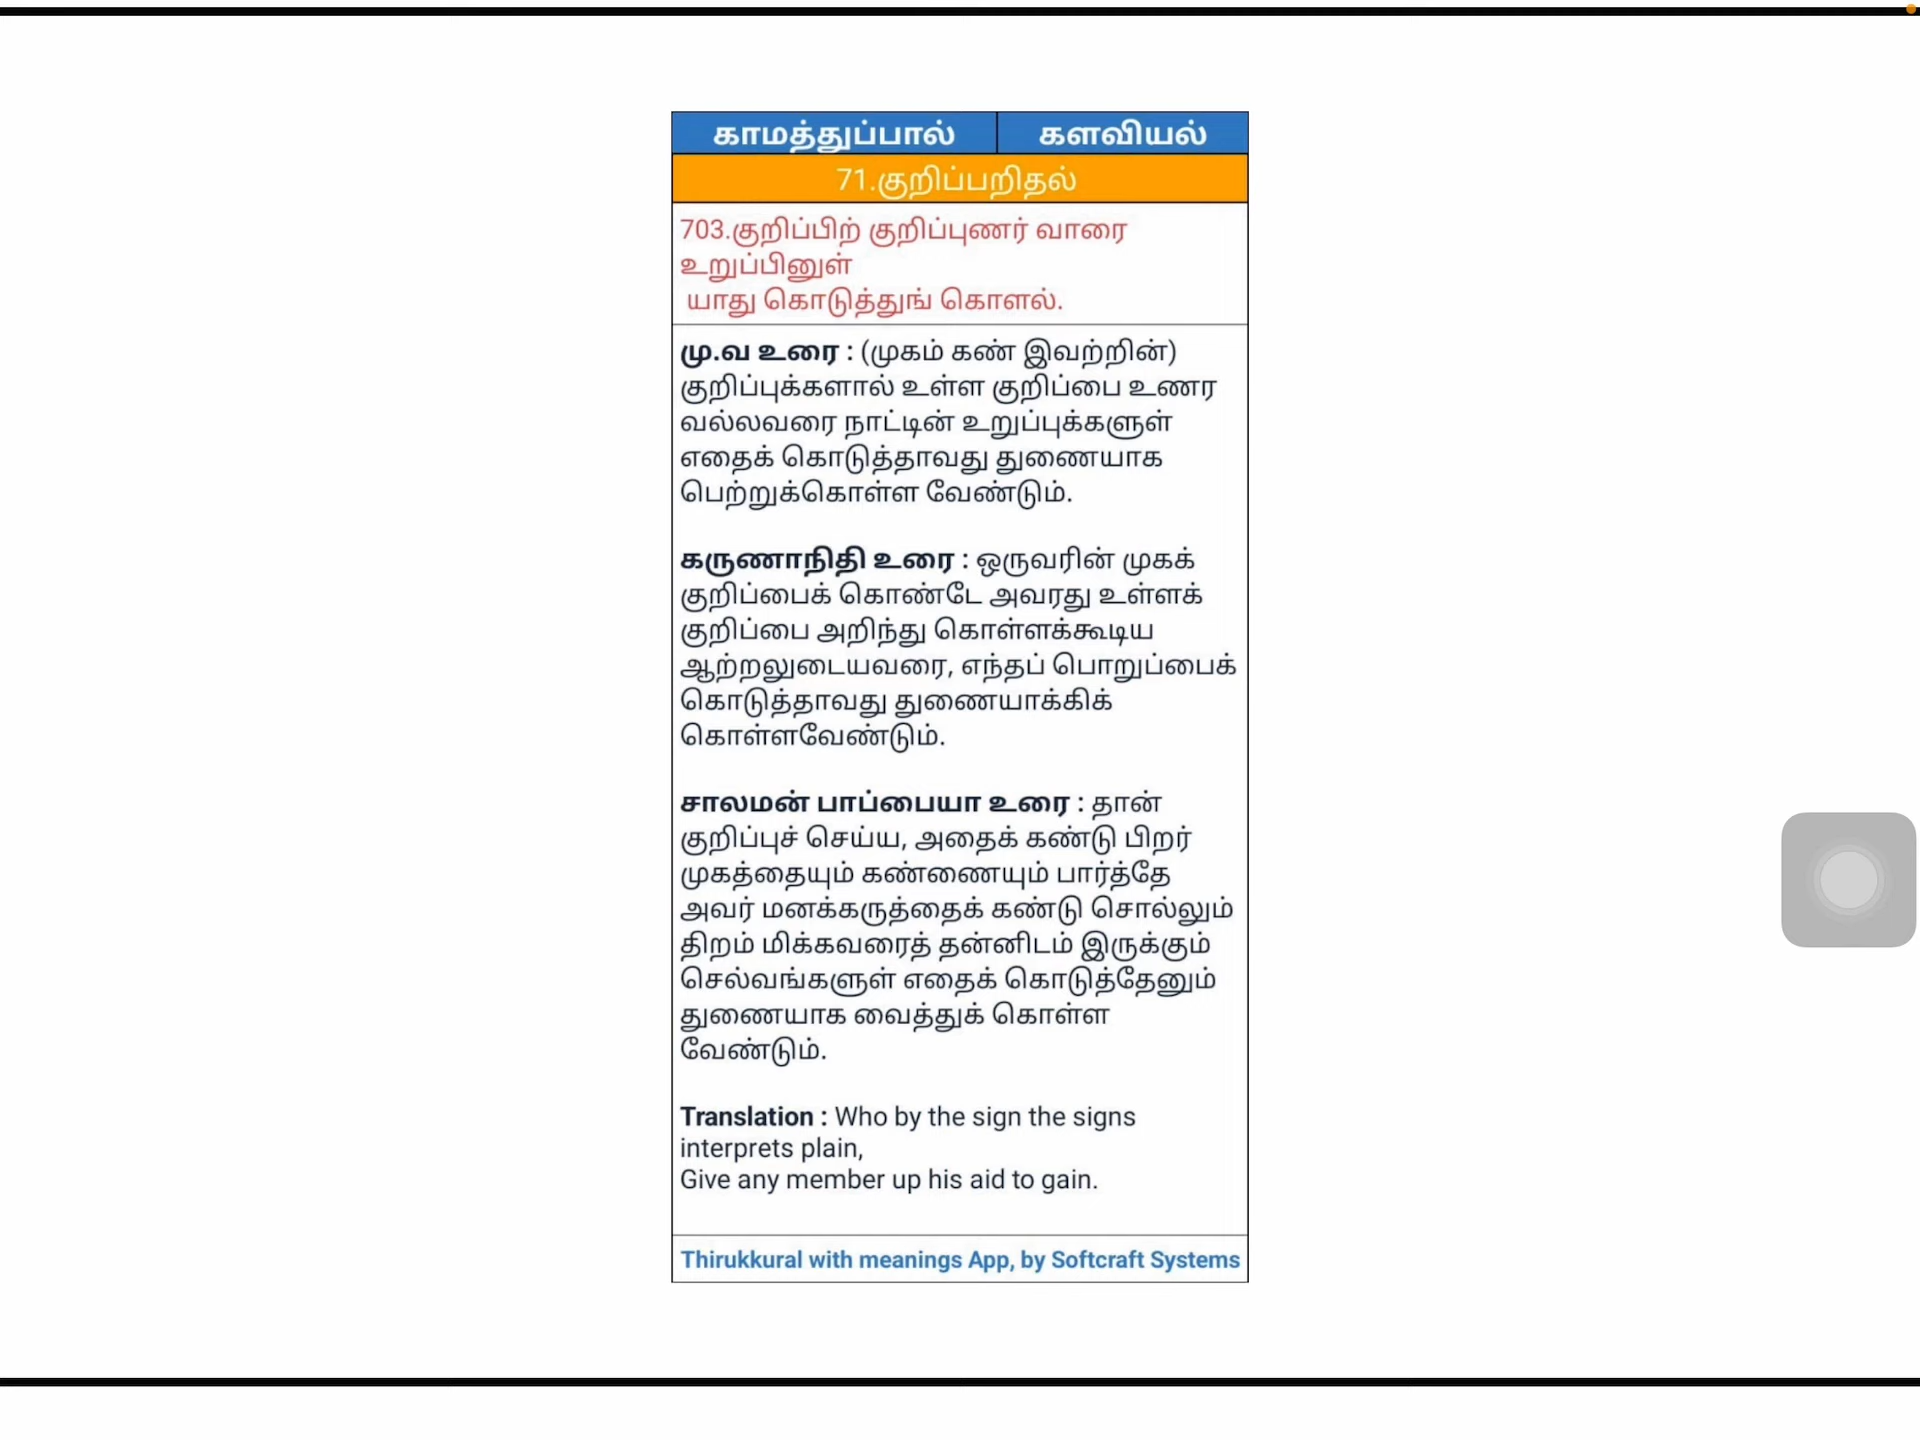 காமத்துப்பால் களவியல்
71.குறிப்பறிதல்
703.குறிப்பிற் குறிப்புணர் வாரை
உறுப்பினுள்
யாது கொடுத்துங் கொளல்.
மு.வ உரை : (முகம் கண் இவற்றின்)
குறிப்புக்களால் உள்ள குறிப்பை உணர
வல்லவரை நாட்டின் உறுப்புக்களுள்
எதைக் கொடுத்தாவது துணையாக
பெற்றுக்கொள்ள வேண்டும்.
கருணாநிதி உரை : ஒருவரின் முகக்
குறிப்பைக் கொண்டே அவரது உள்ளக்
குறிப்பை அறிந்து கொள்ளக்கூடிய
ஆற்றலுடையவரை, எந்தப் பொறுப்பைக்
கொடுத்தாவது துணையாக்கிக்
கொள்ளவேண்டும்.
சாலமன் பாப்பையா உரை : தான்
குறிப்புச் செய்ய, அதைக் கண்டு பிறர்
முகத்தையும் கண்ணையும் பார்த்தே
அவர் மனக்கருத்தைக் கண்டு சொல்லும்
திறம் மிக்கவரைத் தன்னிடம் இருக்கும்
செல்வங்களுள் எதைக் கொடுத்தேனும்
துணையாக வைத்துக் கொள்ள
வேண்டும்.
Translation : Who by the sign the signs
interprets plain,
Give any member up his aid to gain.
Thirukkural with meanings App, by Softcraft Systems